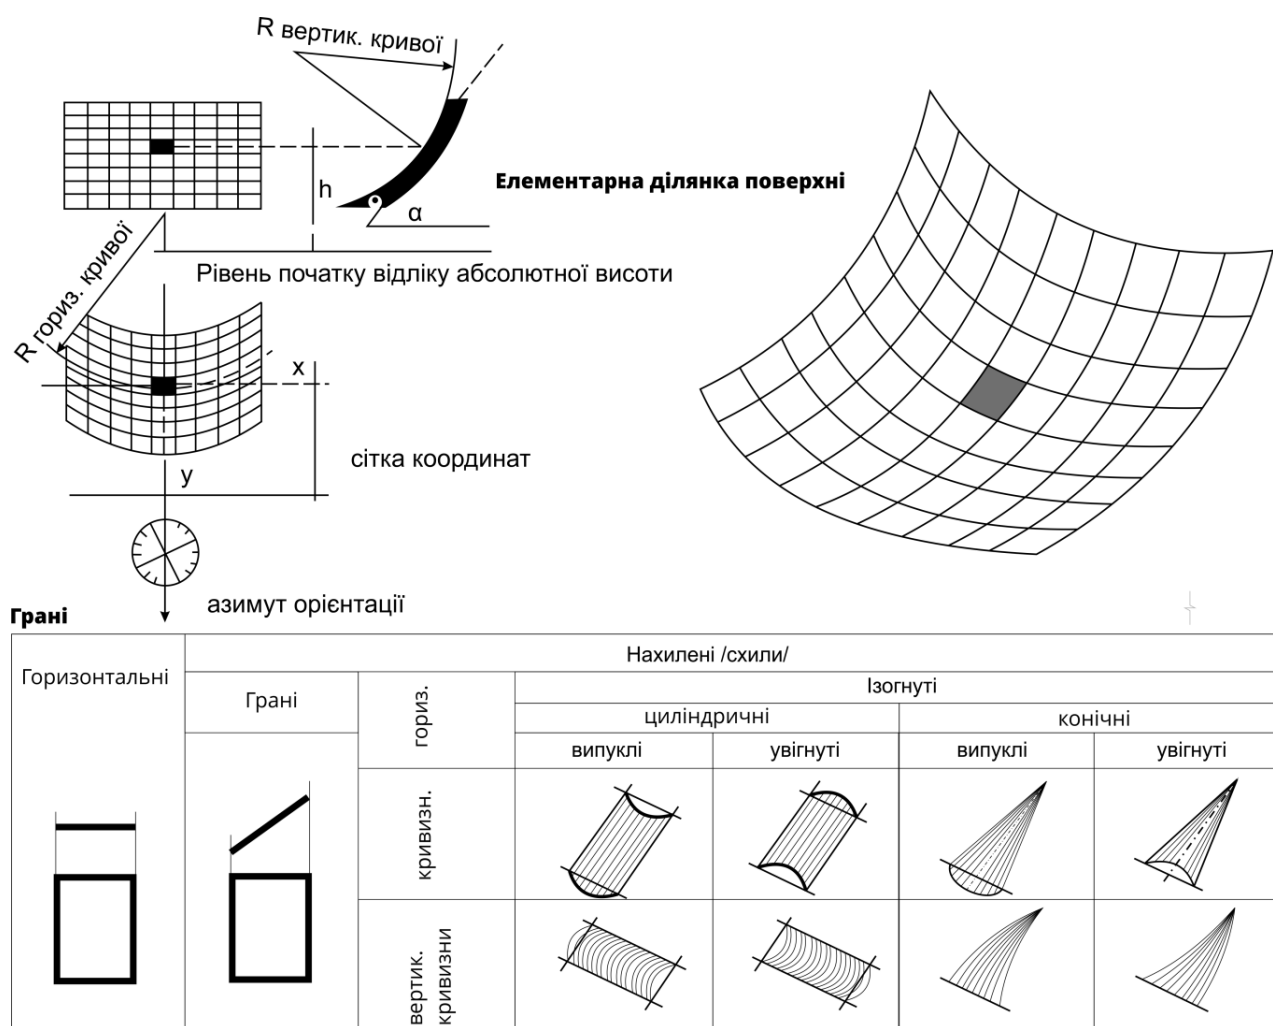 R вертик. кривої
h
α
Елементарна ділянка поверхні
Рівень початку відліку абсолютної висоти
R гориз. кривої
x
сітка координат
y
азимут орієнтації
Грані
Горизонтальні
Нахилені /схили/
Грані
гориз.
Ізогнуті
циліндричні
конічні
випуклі
увігнуті
випуклі
увігнуті
кривизн.
вертик.
кривизни